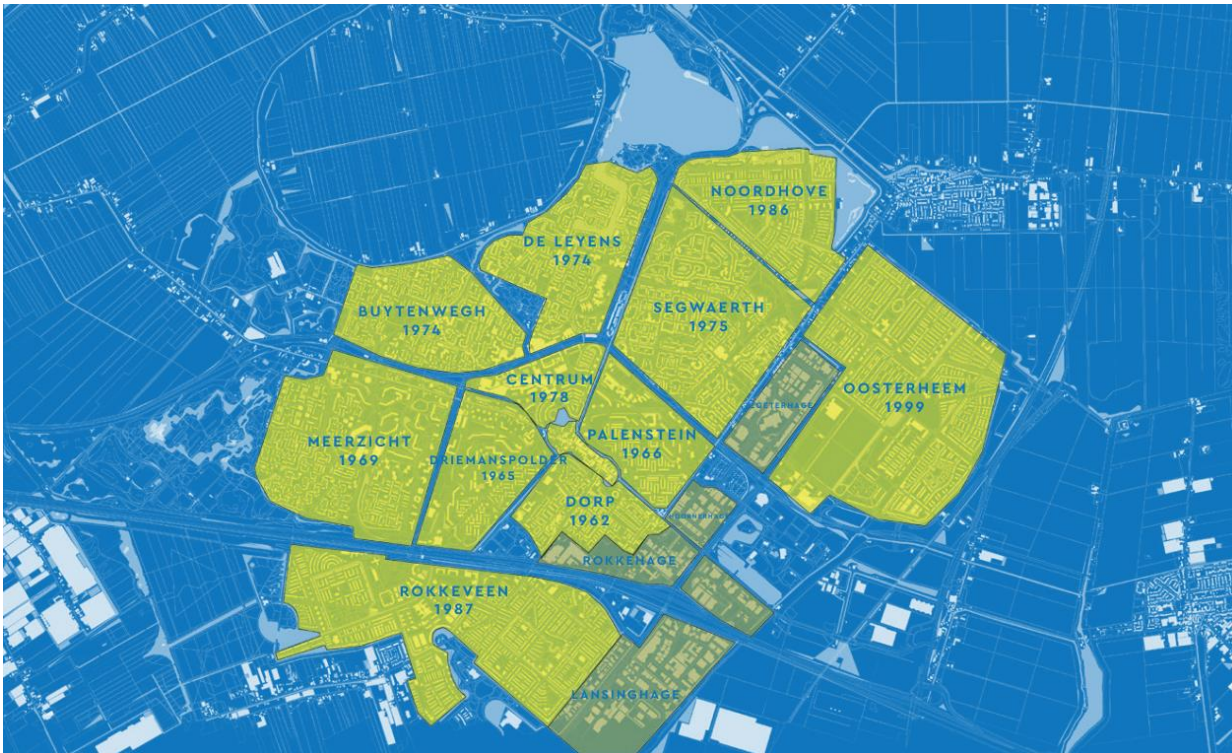 NOORDHOVE
1986
DE LEYENS
1974
BUYTENWEGH
1974
SEGWAERTH
1975
CENTRUM
1978
OOSTERHEEM
1999
MEERZICHT
1969
DRIEMANSPOLDER
1965
PALENSTEIN
1966
DORP
1962
ROKKEHAGE
ROKKEVEEN
1987
LANSINGHAGE